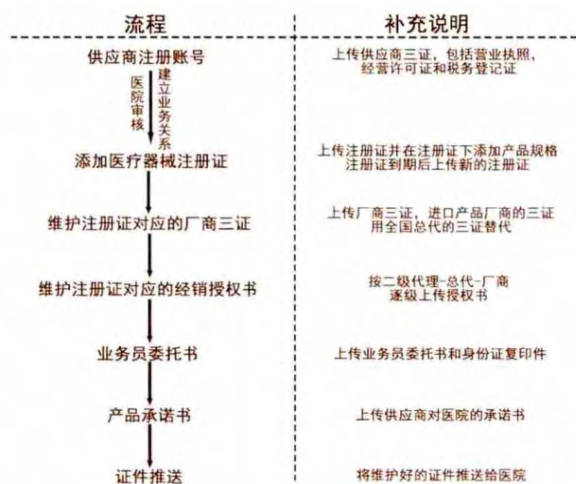 流程
补充说明
供应商注册账号
上传供应商三证，包括营业执照，
经营许可证和税务登记证
医院审核
建立业务关系
添加医疗器械注册证
上传注册证并在注册证下添加产品规格
注册证到期后上传新的注册证
维护注册证对应的厂商三证
上传厂商三证，进口产品厂商的三证
用全国总代的三证替代
维护注册证对应的经销授权书
按二级代理-总代-厂商
逐级上传授权书
业务员委托书
上传业务员委托书和身份证复印件
产品承诺书
上传供应商对医院的承诺书
证件推送
将维护好的证件推送给医院